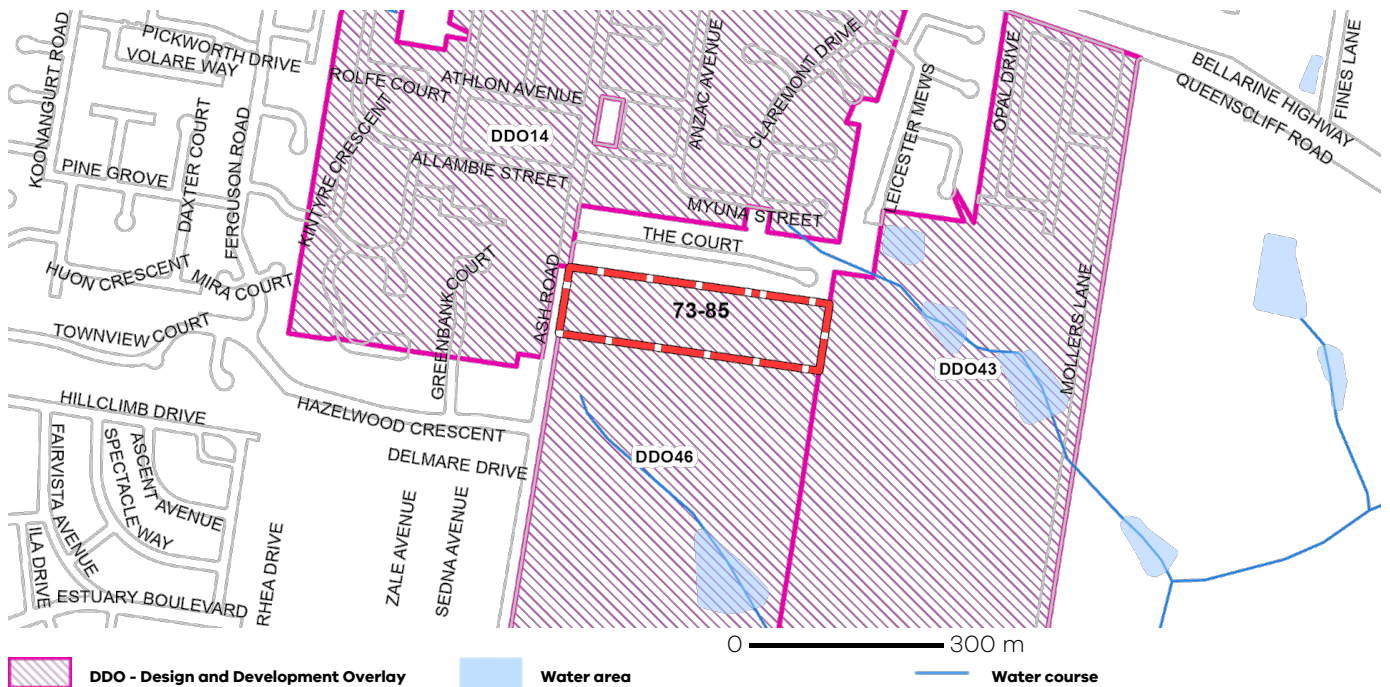 KOONANGURT ROAD
PICKWORTH DRIVE
VOLARE WAY
ROLFE COURT
ATHLON AVENUE
ANZAC AVENUE
CLAREMONT DRIVE
OPAL DRIVE
BELLARINE HIGHWAY
QUEENSCLIFF ROAD
FINES LANE
DDO14
PINE GROVE
DAXTER COURT
FERGUSON ROAD
KINTYRE CRESCENT
ALLAMBIE STREET
LEICESTER MEWS
MYUNA STREET
THE COURT
HUON CRESCENT
MIRA COURT
GREENBANK COURT
ASH ROAD
73-85
MOLLERS LANE
TOWNVIEW COURT
DDO43
HILLCLIMB DRIVE
HAZELWOOD CRESCENT
DELMARE DRIVE
DDO46
FAIRVISTA AVENUE
SPECTACLE WAY
ASCENT AVENUE
ILA DRIVE
ESTUARY BOULEVARD
RHEA DRIVE
ZALE AVENUE
SEDNA AVENUE
0 300 m
DDO - Design and Development Overlay
Water area
Water course